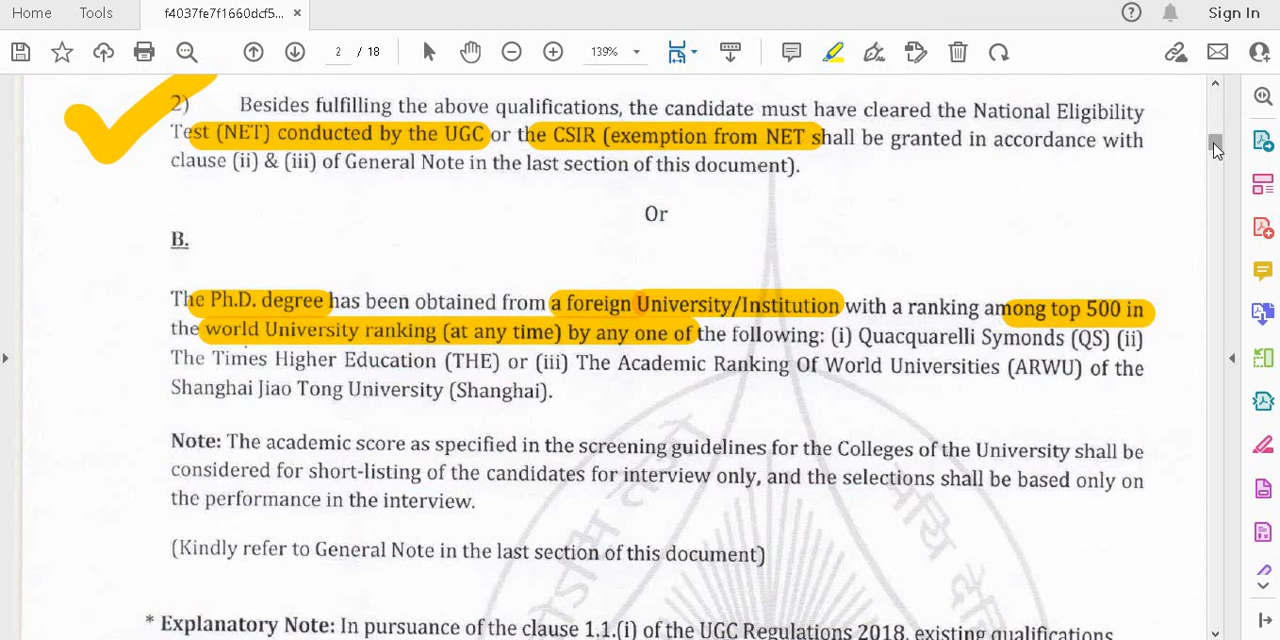 Home Tools f4037fe7f1660dcf5... × Sign In
2 / 18 139%
2) Besides fulfilling the above qualifications, the candidate must have cleared the National Eligibility
Test (NET) conducted by the UGC or the CSIR (exemption from NET shall be granted in accordance with
clause (ii) & (iii) of General Note in the last section of this document).
Or
B.
The Ph.D. degree has been obtained from a foreign University/Institution with a ranking among top 500 in
the world University ranking (at any time) by any one of the following: (i) Quacquarelli Symonds (QS) (ii)
The Times Higher Education (THE) or (iii) The Academic Ranking Of World Universities (ARWU) of the
Shanghai Jiao Tong University (Shanghai).
Note: The academic score as specified in the screening guidelines for the Colleges of the University shall be
considered for short-listing of the candidates for interview only, and the selections shall be based only on
the performance in the interview.
(Kindly refer to General Note in the last section of this document)
* Explanatory Note: In pursuance of the clause 1.1.(i) of the UGC Regulations 2018, existing qualifications